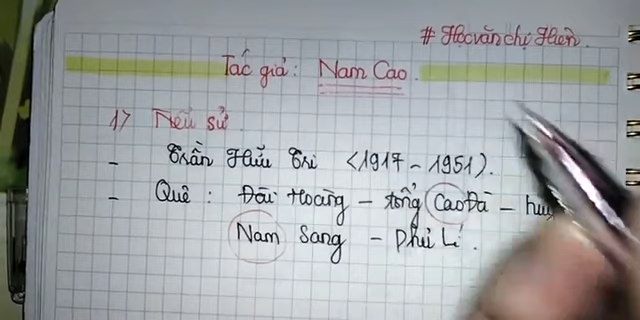 # Học văn chị Hiên.
Tác giả: Nam Cao.
1) Tiểu sử
- Trần Hữu Tri <1917 - 1951).
- Quê: Đại Hoàng - tổng Cao Đà -
Nam Sang - Phủ Lí.